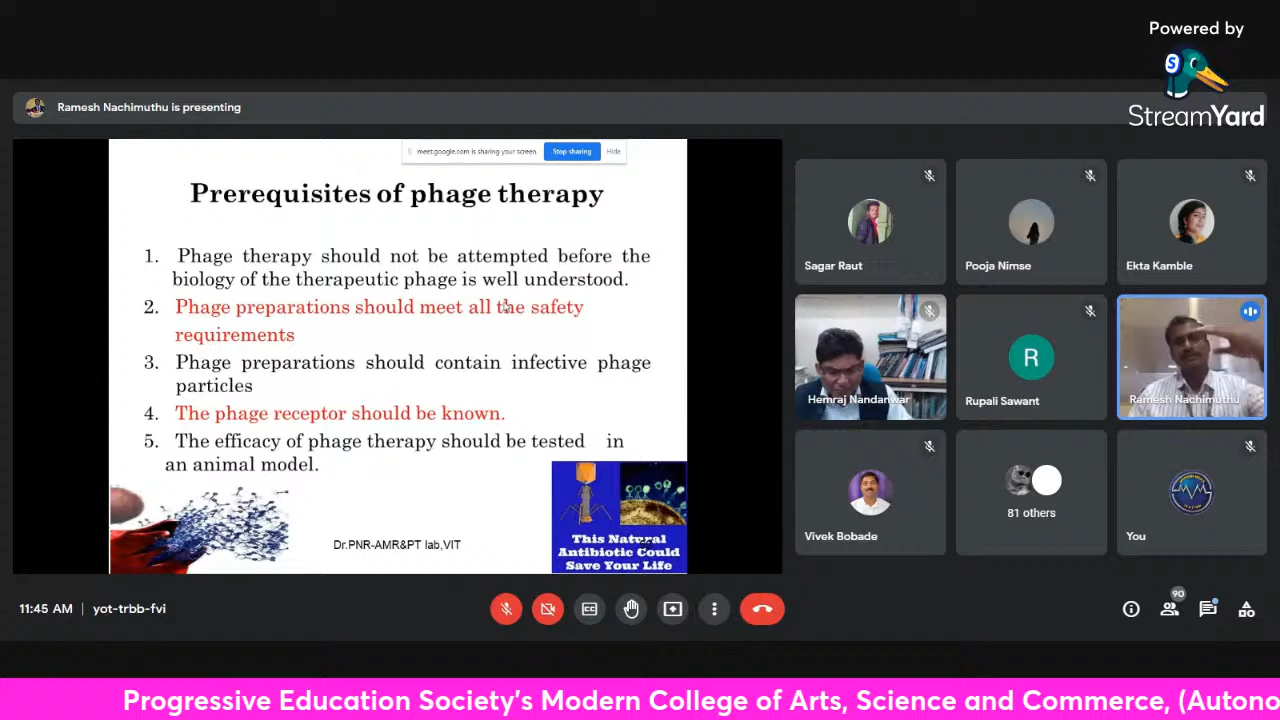 Powered by
S
StreamYard
Ramesh Nachimuthu is presenting
meet.google.com is sharing your screen.
Stop sharing
Hide
Prerequisites of phage therapy
1. Phage therapy should not be attempted before the
biology of the therapeutic phage is well understood.
2. Phage preparations should meet all the safety
requirements
3. Phage preparations should contain infective phage
particles
4. The phage receptor should be known.
5. The efficacy of phage therapy should be tested in
an animal model.
Dr.PNR-AMR&PT lab,VIT
This Natural
Antibiotic Could
Save Your Life
Sagar Raut
Pooja Nimse
Ekta Kamble
Hemraj Nandanwar
R
Rupali Sawant
Ramesh Nachimuthu
Vivek Bobade
81 others
You
11:45 AM | yot-trbb-fvi
90
Progressive Education Society's Modern College of Arts, Science and Commerce, (Autono